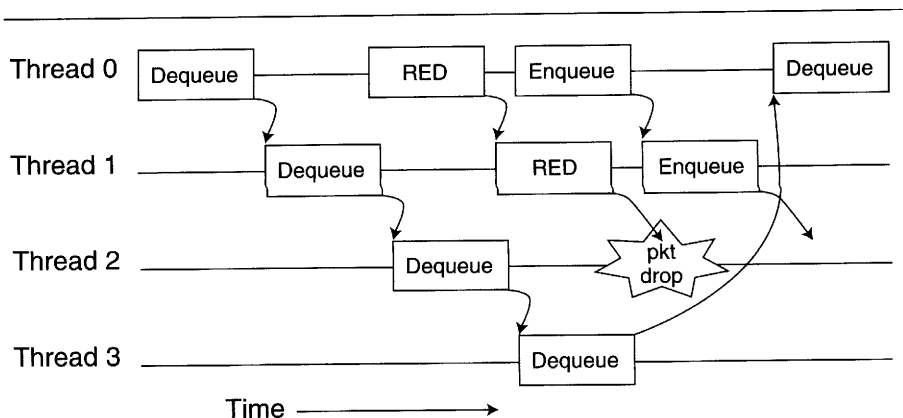 Thread 0
Dequeue
RED
Enqueue
Dequeue
Thread 1
Dequeue
RED
Enqueue
Thread 2
Dequeue
pkt
drop
Thread 3
Dequeue
Time